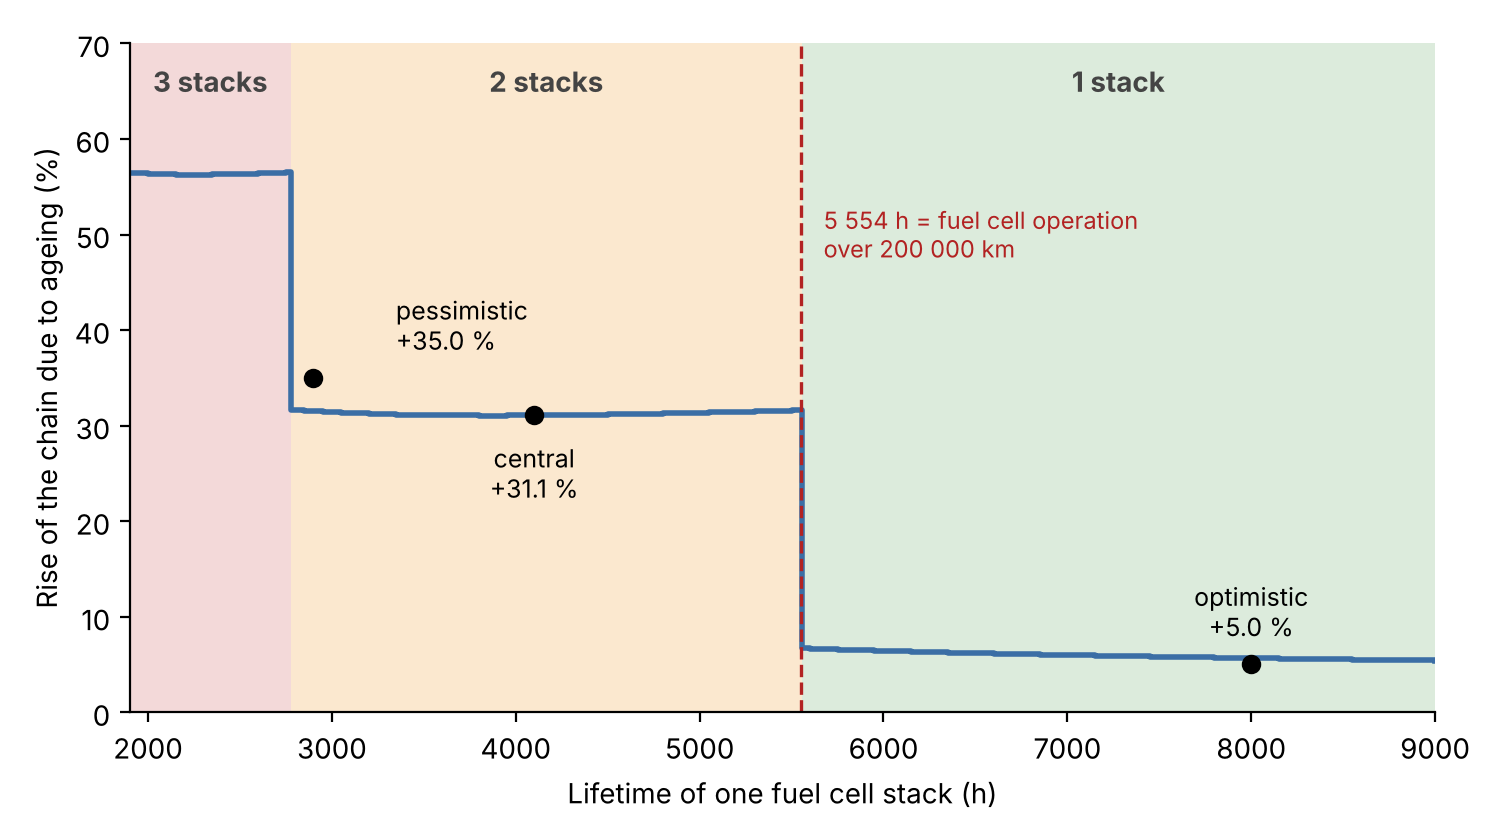 3 stacks
2 stacks
1 stack
5 554 h = fuel cell operation
over 200 000 km
pessimistic
+35.0 %
central
+31.1 %
optimistic
+5.0 %
Rise of the chain due to ageing (%)
70
60
50
40
30
20
10
0
2000
3000
4000
5000
6000
7000
8000
9000
Lifetime of one fuel cell stack (h)